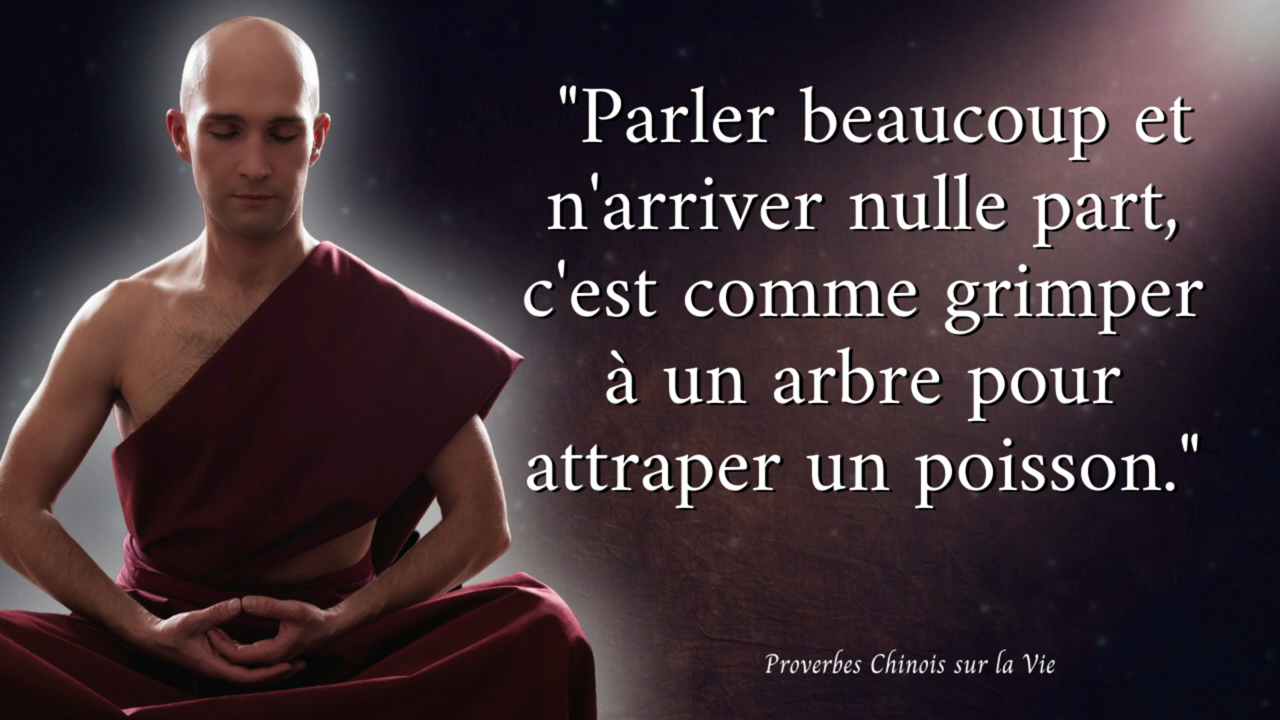 "Parler beaucoup et
n'arriver nulle part,
c'est comme grimper
à un arbre pour
attraper un poisson."
Proverbes Chinois sur la Vie